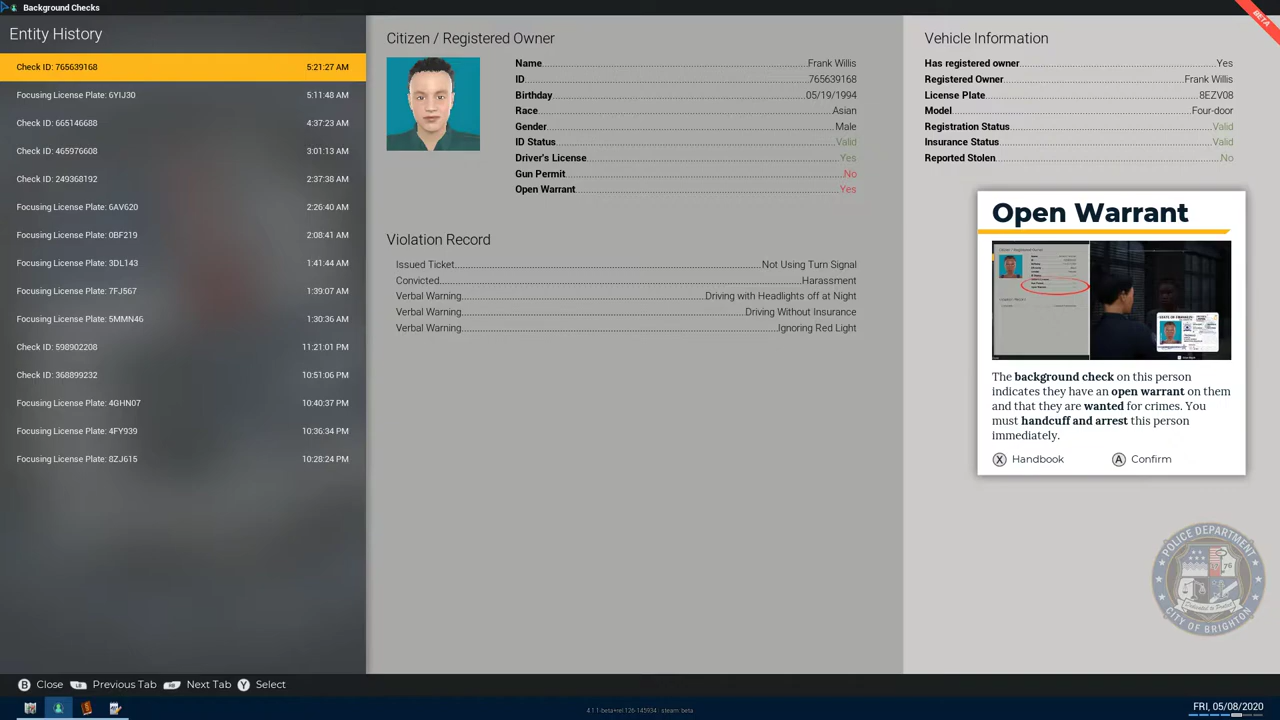 Background Checks
BETA
Entity History
Check ID: 765639168 5:21:27 AM
Focusing License Plate: 6YIJ30 5:11:48 AM
Check ID: 665146688 4:37:23 AM
Check ID: 465976608 3:01:13 AM
Check ID: 249368192 2:37:38 AM
Focusing License Plate: 6AV620 2:26:40 AM
Focusing License Plate: 0BF219 2:08:41 AM
Focusing License Plate: 3DL143 1:41:44 AM
Focusing License Plate: 7FJ567 1:39:07 AM
Focusing License Plate: 5MMN46 1:30:36 AM
Check ID: 598902208 11:21:01 PM
Check ID: 368899232 10:51:06 PM
Focusing License Plate: 4GHN07 10:40:37 PM
Focusing License Plate: 4FY939 10:36:34 PM
Focusing License Plate: 8ZJ615 10:28:24 PM
Citizen / Registered Owner
Name Frank Willis
ID 765639168
Birthday 05/19/1994
Race Asian
Gender Male
ID Status Valid
Driver's License Yes
Gun Permit No
Open Warrant Yes
Violation Record
Issued Ticket Not Using Turn Signal
Convicted Harassment
Verbal Warning Driving with Headlights off at Night
Verbal Warning Driving Without Insurance
Verbal Warning Ignoring Red Light
Vehicle Information
Has registered owner Yes
Registered Owner Frank Willis
License Plate 8EZV08
Model Four-door
Registration Status Valid
Insurance Status Valid
Reported Stolen No
Open Warrant
The background check on this person
indicates they have an open warrant on them
and that they are wanted for crimes. You
must handcuff and arrest this person
immediately.
X Handbook A Confirm
POLICE DEPARTMENT
CITY OF BRIGHTON
B Close LB Previous Tab RB Next Tab Y Select
FRI, 05/08/2020